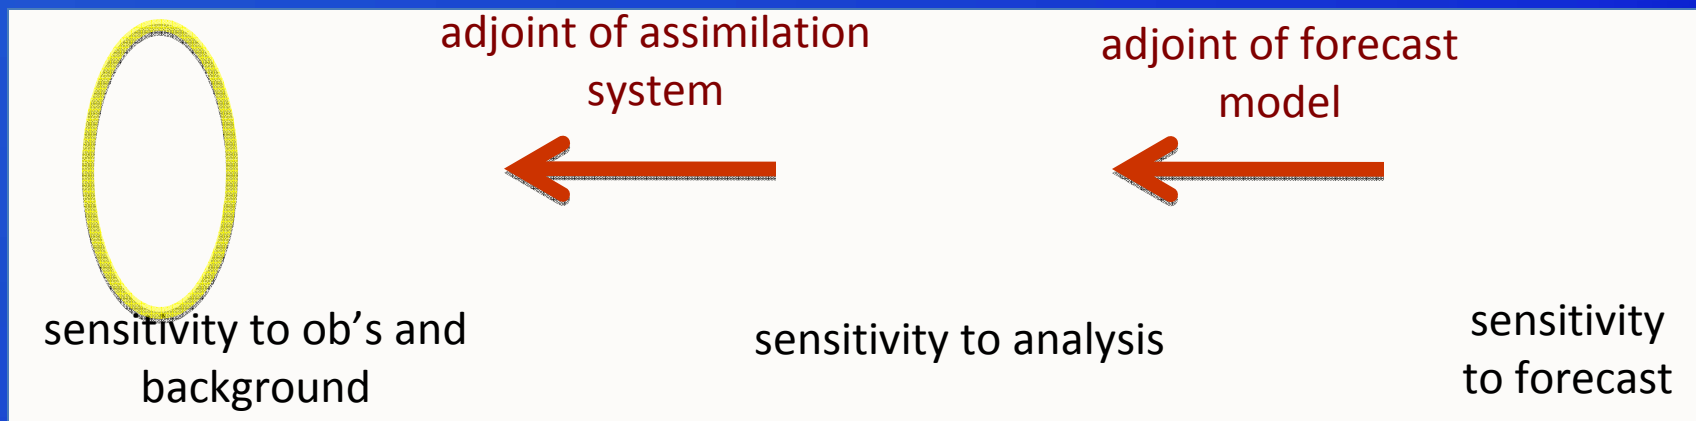 adjoint of assimilation
system
adjoint of forecast
model
sensitivity to ob’s and
background
sensitivity to analysis
sensitivity
to forecast